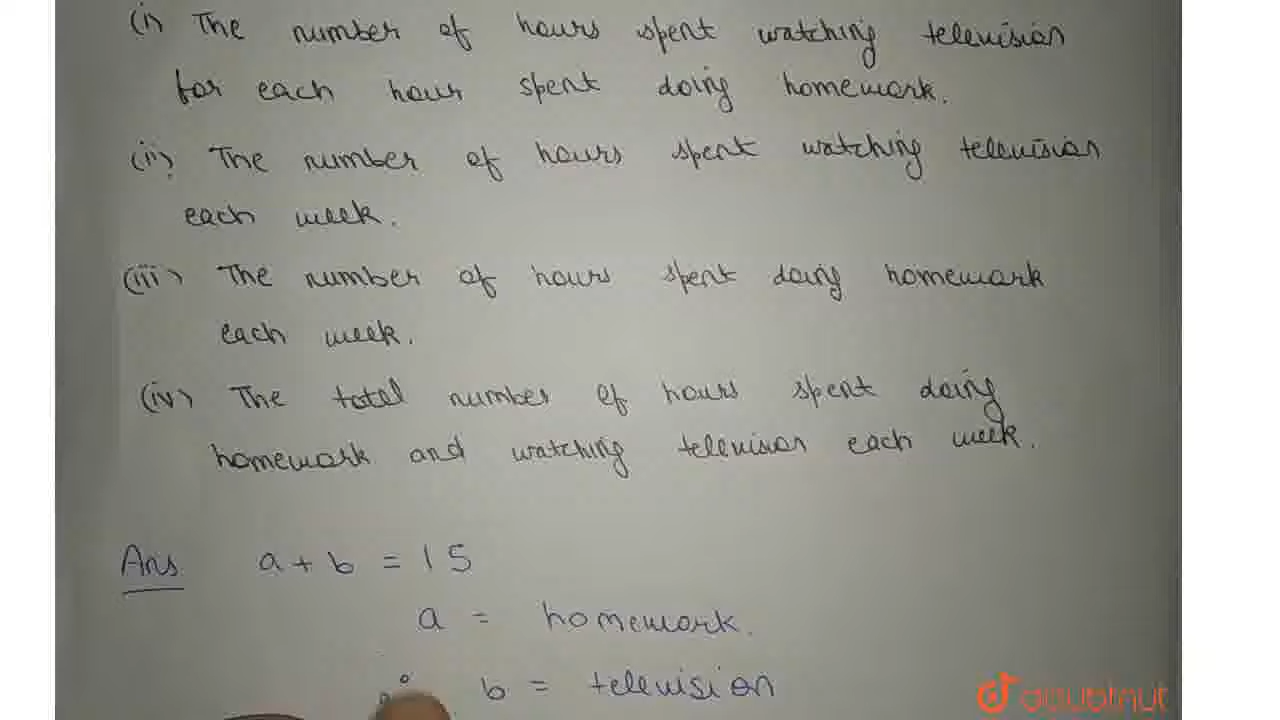 (i) The number of hours spent watching television
for each hour spent doing homework.
(ii) The number of hours spent watching television
each week.
(iii) The number of hours spent doing homework
each week.
(iv) The total number of hours spent doing
homework and watching television each week.
Ans a + b = 15
a = homework.
b = television
doubtnut